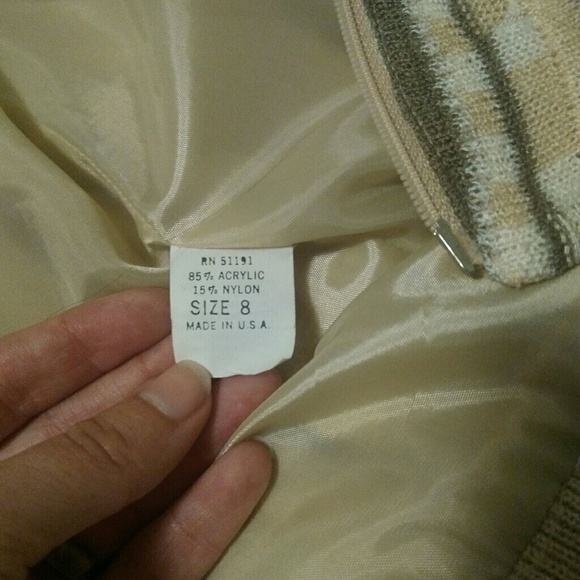 RN 51191
85% ACRYLIC
15% NYLON
SIZE 8
MADE IN U.S.A.